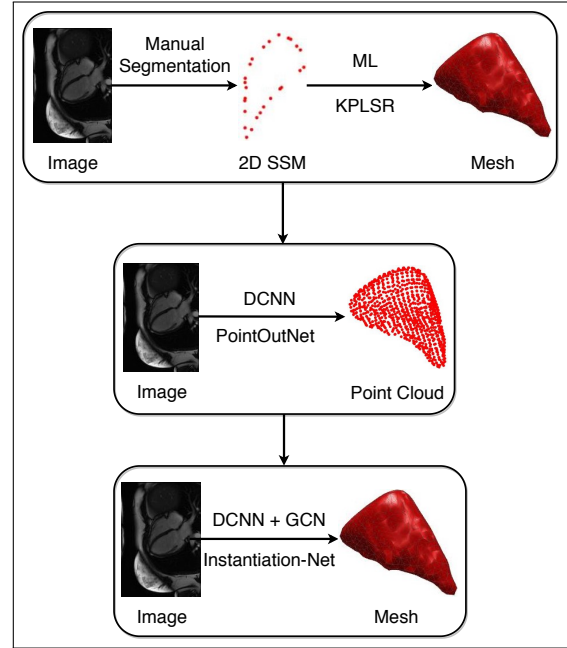 Manual
Segmentation
ML
KPLSR
Image
2D SSM
Mesh
DCNN
PointOutNet
Image
Point Cloud
DCNN + GCN
Instantiation-Net
Image
Mesh